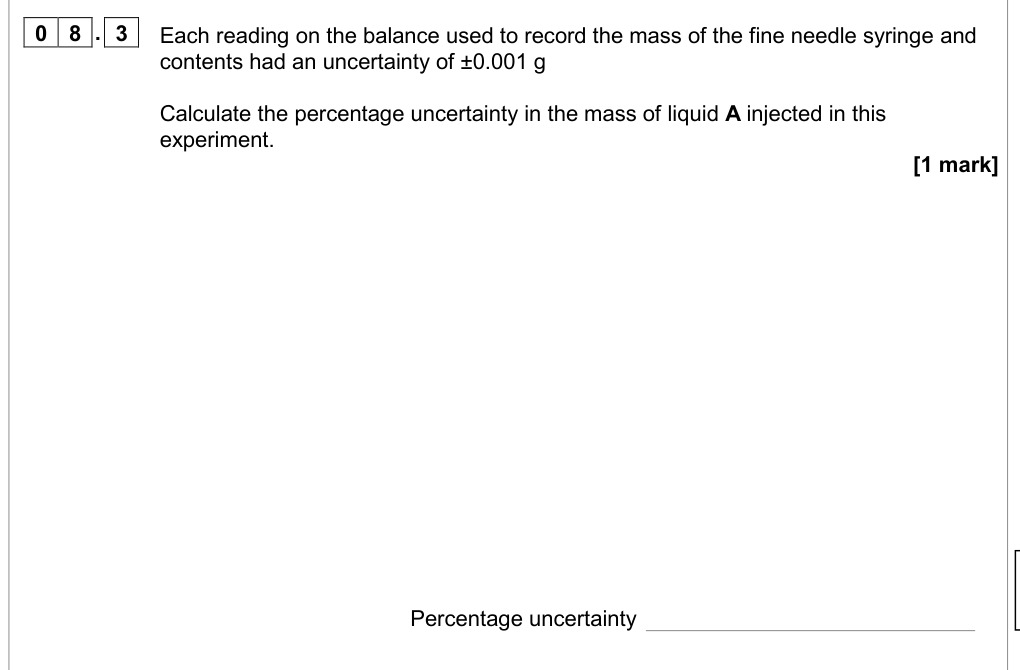 0 8 . 3 Each reading on the balance used to record the mass of the fine needle syringe and
contents had an uncertainty of ±0.001 g
Calculate the percentage uncertainty in the mass of liquid A injected in this
experiment.
[1 mark]
Percentage uncertainty